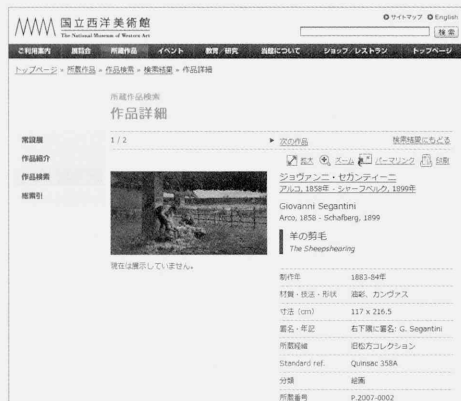 サイトマップ English
国立西洋美術館
The National Museum of Western Art
検索
ご利用案内 展覧会 所蔵作品 イベント 教育/研究 当館について ショップ/レストラン トップページ
トップページ » 所蔵作品 » 作品検索 » 検索結果 » 作品詳細
所蔵作品検索
作品詳細
常設展
作品紹介
作品検索
総索引
1 / 2
次の作品
検索結果にもどる
拡大 ズーム パーマリンク 印刷
ジョヴァンニ・セガンティーニ
アルコ, 1858年 - シャーフベルク, 1899年
Giovanni Segantini
Arco, 1858 - Schafberg, 1899
羊の剪毛
The Sheepshearing
現在は展示していません。
制作年 1883-84年
材質・技法・形状 油彩、カンヴァス
寸法 (cm) 117 x 216.5
署名・年記 右下隅に署名: G. Segantini
所蔵経緯 旧松方コレクション
Standard ref. Quinsac 358A
分類 絵画
所蔵番号 P.2007-0002